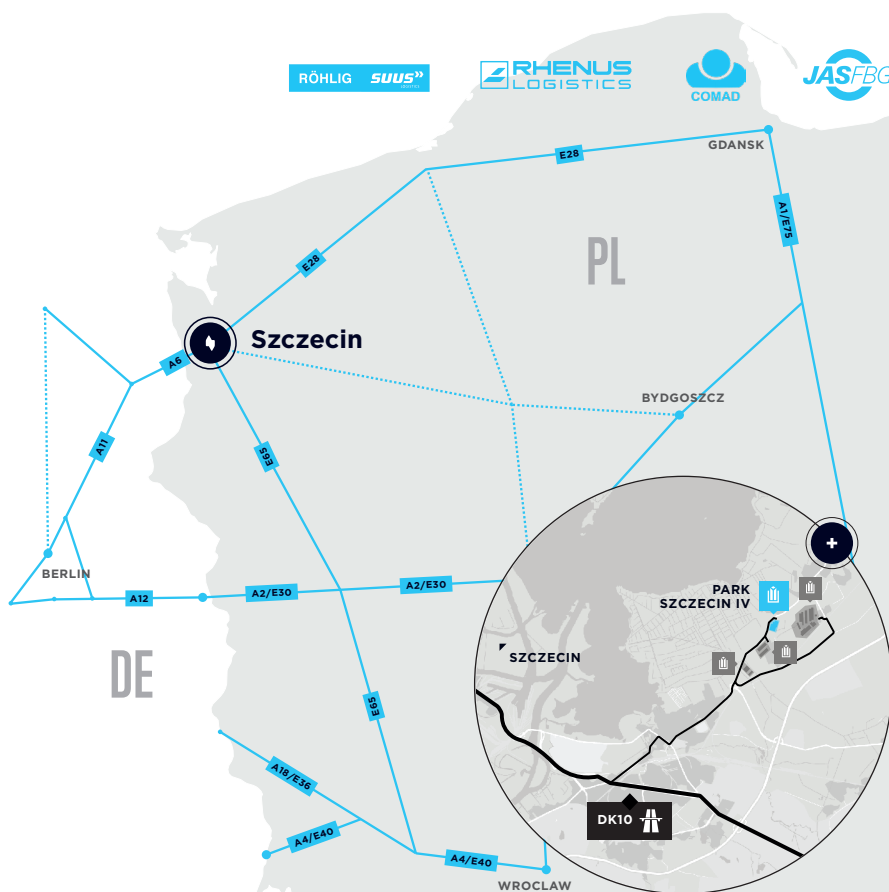 RÖHLIG SUUS
RHENUS
LOGISTICS
COMAD
JASFBG
GDANSK
E28
A1/E75
PL
E28
Szczecin
A6
BYDGOSZCZ
A11
E65
BERLIN
A12
A2/E30
A2/E30
PARK
SZCZECIN IV
SZCZECIN
DE
E65
A18/E36
DK10
A4/E40
A4/E40
WROCLAW